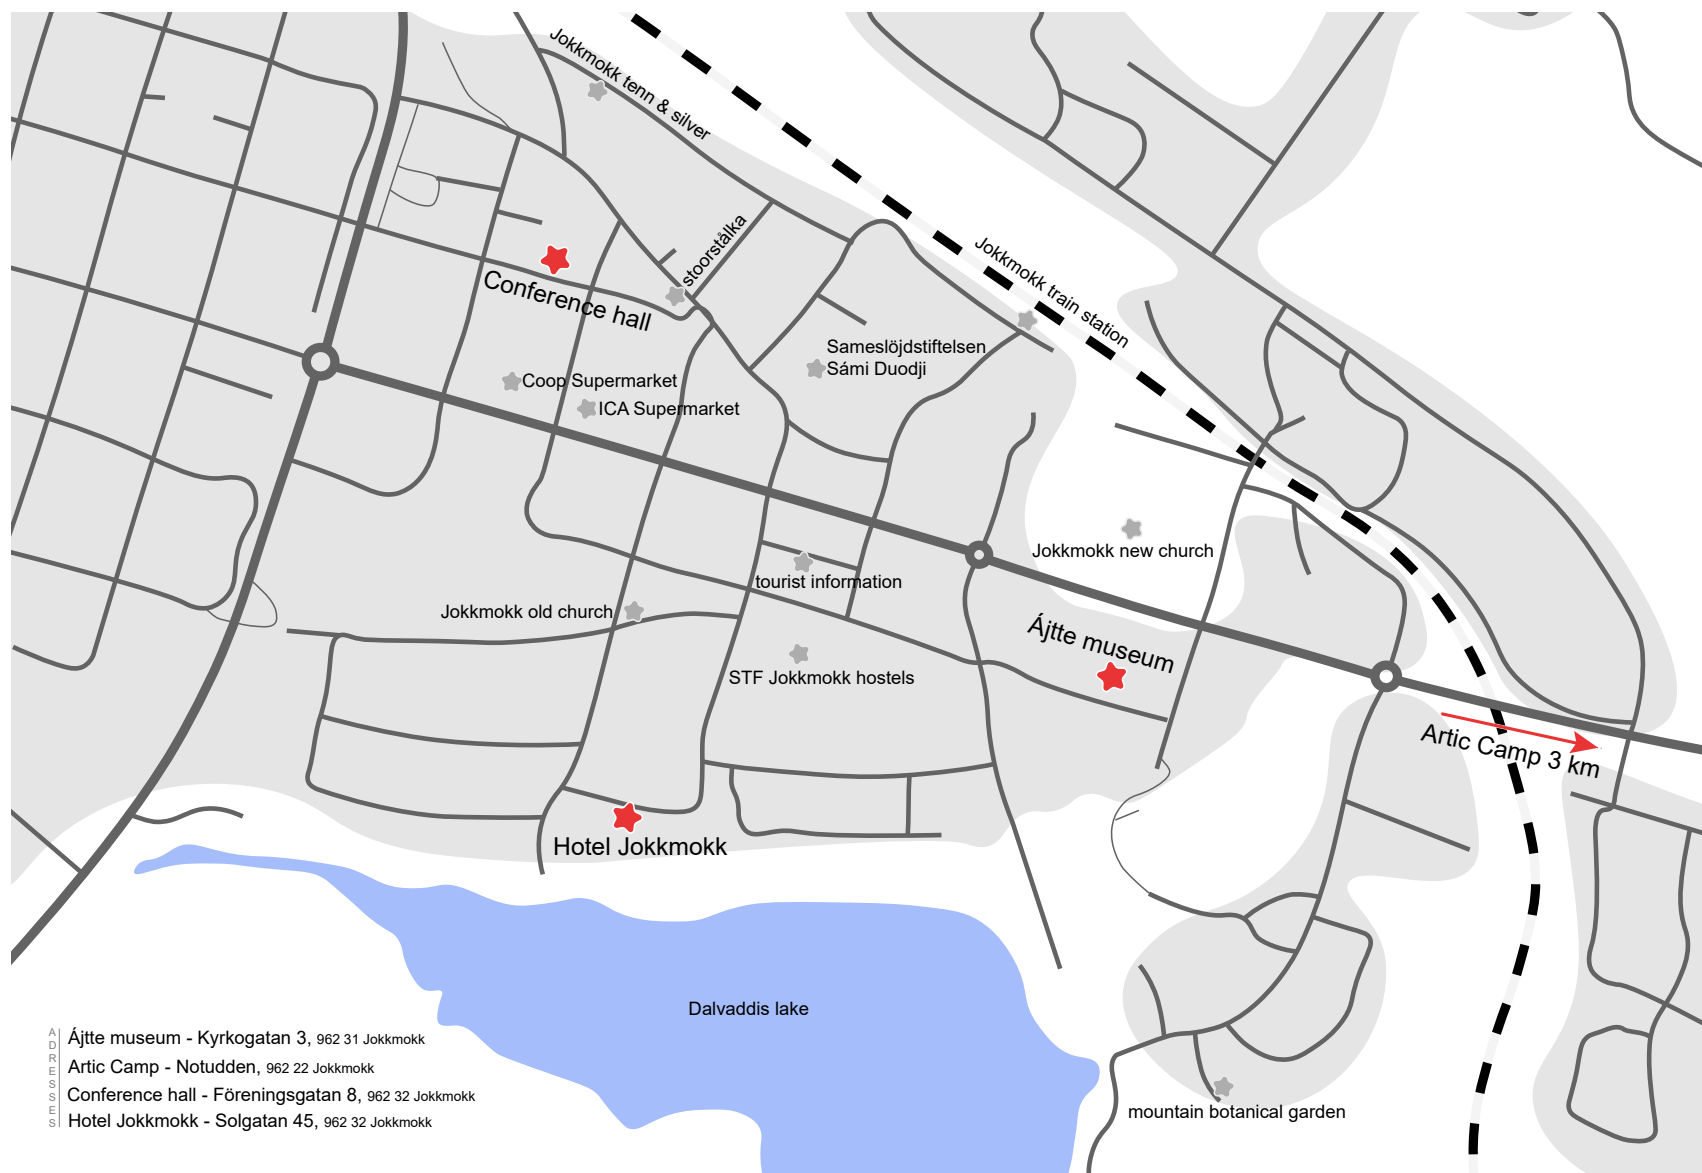 Jokkmokk tenn & silver
stoorstålka
Jokkmokk train station
Conference hall
Sameslöjdstiftelsen
Sámi Duodji
Coop Supermarket
ICA Supermarket
Jokkmokk new church
tourist information
Jokkmokk old church
Ájtte museum
STF Jokkmokk hostels
Artic Camp 3 km
Hotel Jokkmokk
Dalvaddis lake
mountain botanical garden
ADRESSES
Ájtte museum - Kyrkogatan 3, 962 31 Jokkmokk
Artic Camp - Notudden, 962 22 Jokkmokk
Conference hall - Föreningsgatan 8, 962 32 Jokkmokk
Hotel Jokkmokk - Solgatan 45, 962 32 Jokkmokk